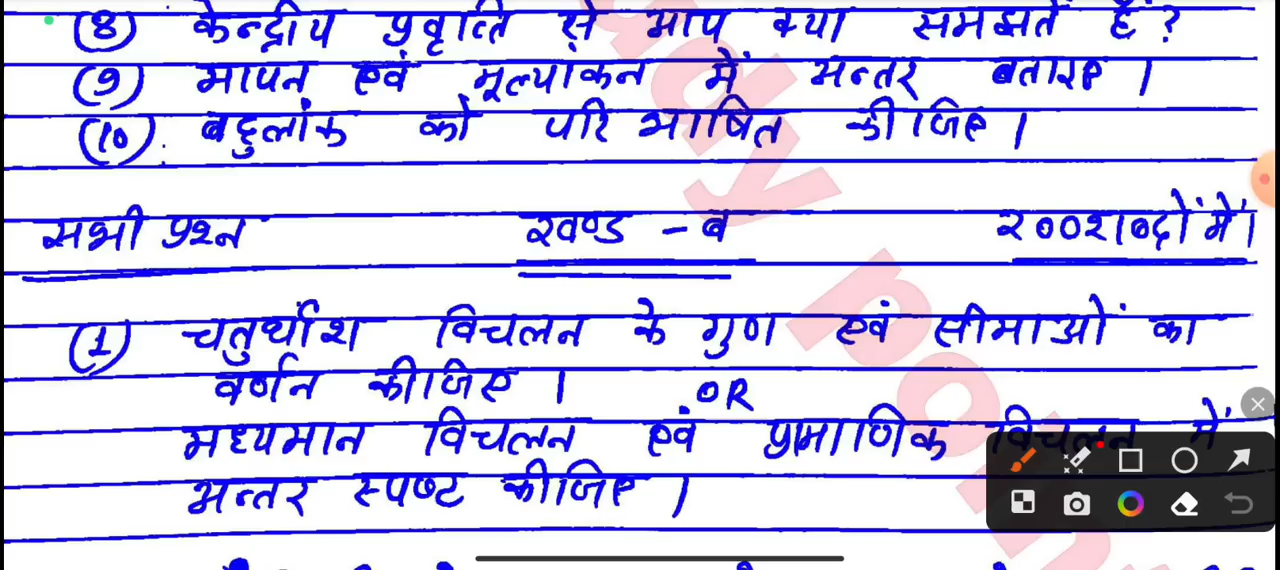 (8) केन्द्रीय प्रवृत्ति से आप क्या समझते हैं?
(9) मापन एवं मूल्यांकन में अन्तर बताइए।
(10). बहुलांक को परिभाषित कीजिए।
सभी प्रश्न खण्ड - ब 200 शब्दों में।
(1) चतुर्थांश विचलन के गुण एवं सीमाओं का
वर्णन कीजिए। OR
मध्यमान विचलन एवं प्रमाणिक विचलन में
अन्तर स्पष्ट कीजिए।